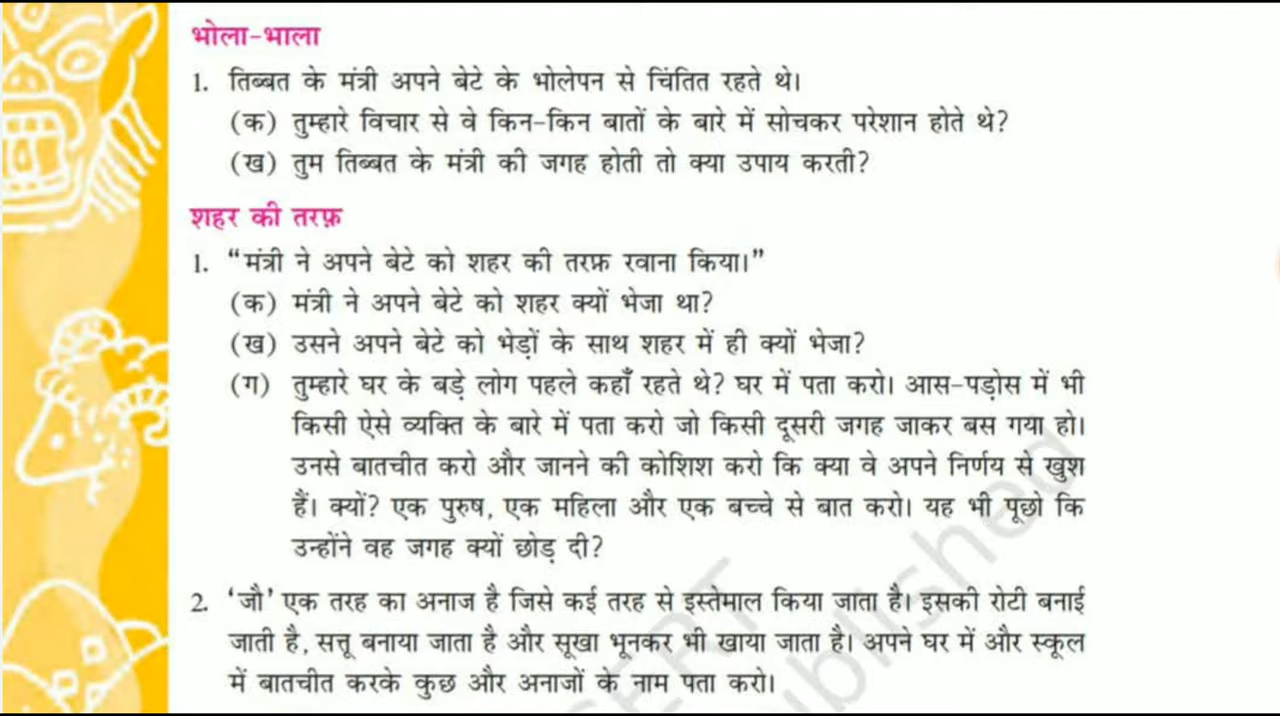 भोला-भाला
1. तिब्बत के मंत्री अपने बेटे के भोलेपन से चिंतित रहते थे।
(क) तुम्हारे विचार से वे किन-किन बातों के बारे में सोचकर परेशान होते थे?
(ख) तुम तिब्बत के मंत्री की जगह होती तो क्या उपाय करती?
शहर की तरफ़
1. “मंत्री ने अपने बेटे को शहर की तरफ़ रवाना किया।”
(क) मंत्री ने अपने बेटे को शहर क्यों भेजा था?
(ख) उसने अपने बेटे को भेड़ों के साथ शहर में ही क्यों भेजा?
(ग) तुम्हारे घर के बड़े लोग पहले कहाँ रहते थे? घर में पता करो। आस-पड़ोस में भी
किसी ऐसे व्यक्ति के बारे में पता करो जो किसी दूसरी जगह जाकर बस गया हो।
उनसे बातचीत करो और जानने की कोशिश करो कि क्या वे अपने निर्णय से खुश
हैं। क्यों? एक पुरुष, एक महिला और एक बच्चे से बात करो। यह भी पूछो कि
उन्होंने वह जगह क्यों छोड़ दी?
2. ‘जौ’ एक तरह का अनाज है जिसे कई तरह से इस्तेमाल किया जाता है। इसकी रोटी बनाई
जाती है, सत्तू बनाया जाता है और सूखा भूनकर भी खाया जाता है। अपने घर में और स्कूल
में बातचीत करके कुछ और अनाजों के नाम पता करो।